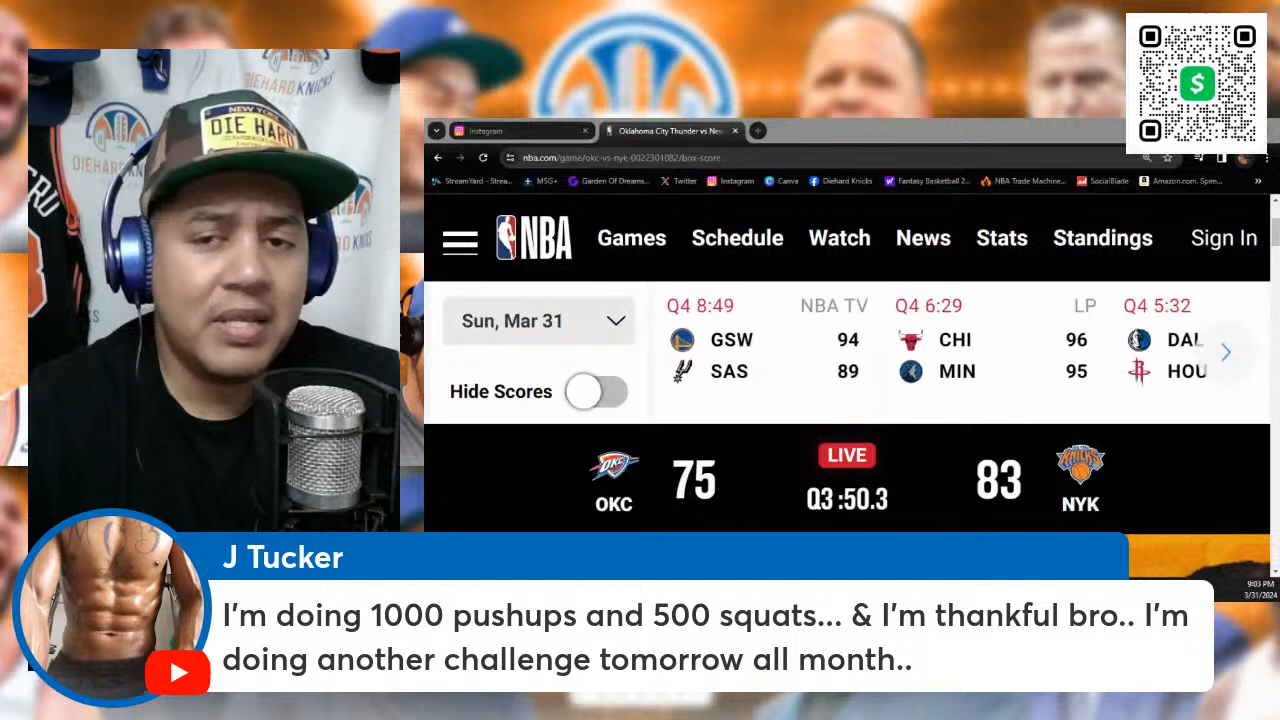 DIEHARD KNICKS
NEW YORK
DIE HARD
DIEHARD
Instagram
Oklahoma City Thunder vs New
nba.com/game/okc-vs-nyk-0022301082/box-score
StreamYard - Strea...
MSG+
Garden Of Dreams...
Twitter
Instagram
Canva
Diehard Knicks
Fantasy Basketball 2...
NBA Trade Machine...
SocialBlade
Amazon.com. Spen...
NBA
Games
Schedule
Watch
News
Stats
Standings
Sign In
Sun, Mar 31
Hide Scores
Q4 8:49 NBA TV
GSW 94
SAS 89
Q4 6:29 LP
CHI 96
MIN 95
Q4 5:32
DAL
HOU
OKC
75
LIVE
Q3 :50.3
83
KNICKS
NYK
9:03 PM
3/31/2024
J Tucker
I'm doing 1000 pushups and 500 squats... & I'm thankful bro.. I'm
doing another challenge tomorrow all month..